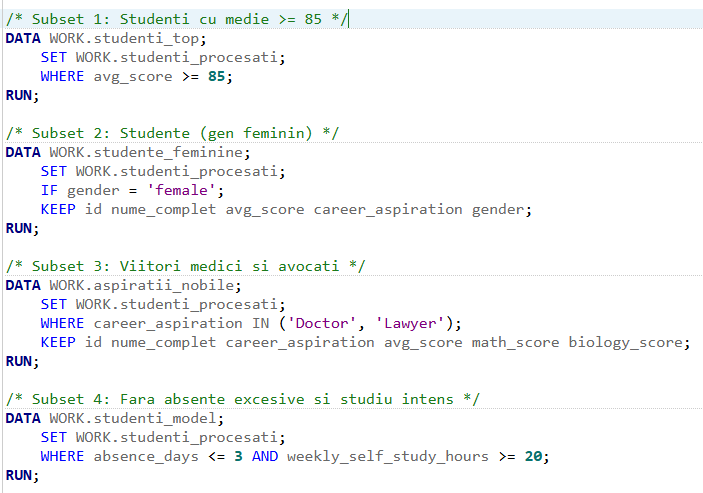 /* Subset 1: Studenti cu medie >= 85 */
DATA WORK.studenti_top;
SET WORK.studenti_procesati;
WHERE avg_score >= 85;
RUN;
/* Subset 2: Studente (gen feminin) */
DATA WORK.studente_feminine;
SET WORK.studenti_procesati;
IF gender = 'female';
KEEP id nume_complet avg_score career_aspiration gender;
RUN;
/* Subset 3: Viitori medici si avocati */
DATA WORK.aspiratii_nobile;
SET WORK.studenti_procesati;
WHERE career_aspiration IN ('Doctor', 'Lawyer');
KEEP id nume_complet career_aspiration avg_score math_score biology_score;
RUN;
/* Subset 4: Fara absente excesive si studiu intens */
DATA WORK.studenti_model;
SET WORK.studenti_procesati;
WHERE absence_days <= 3 AND weekly_self_study_hours >= 20;
RUN;